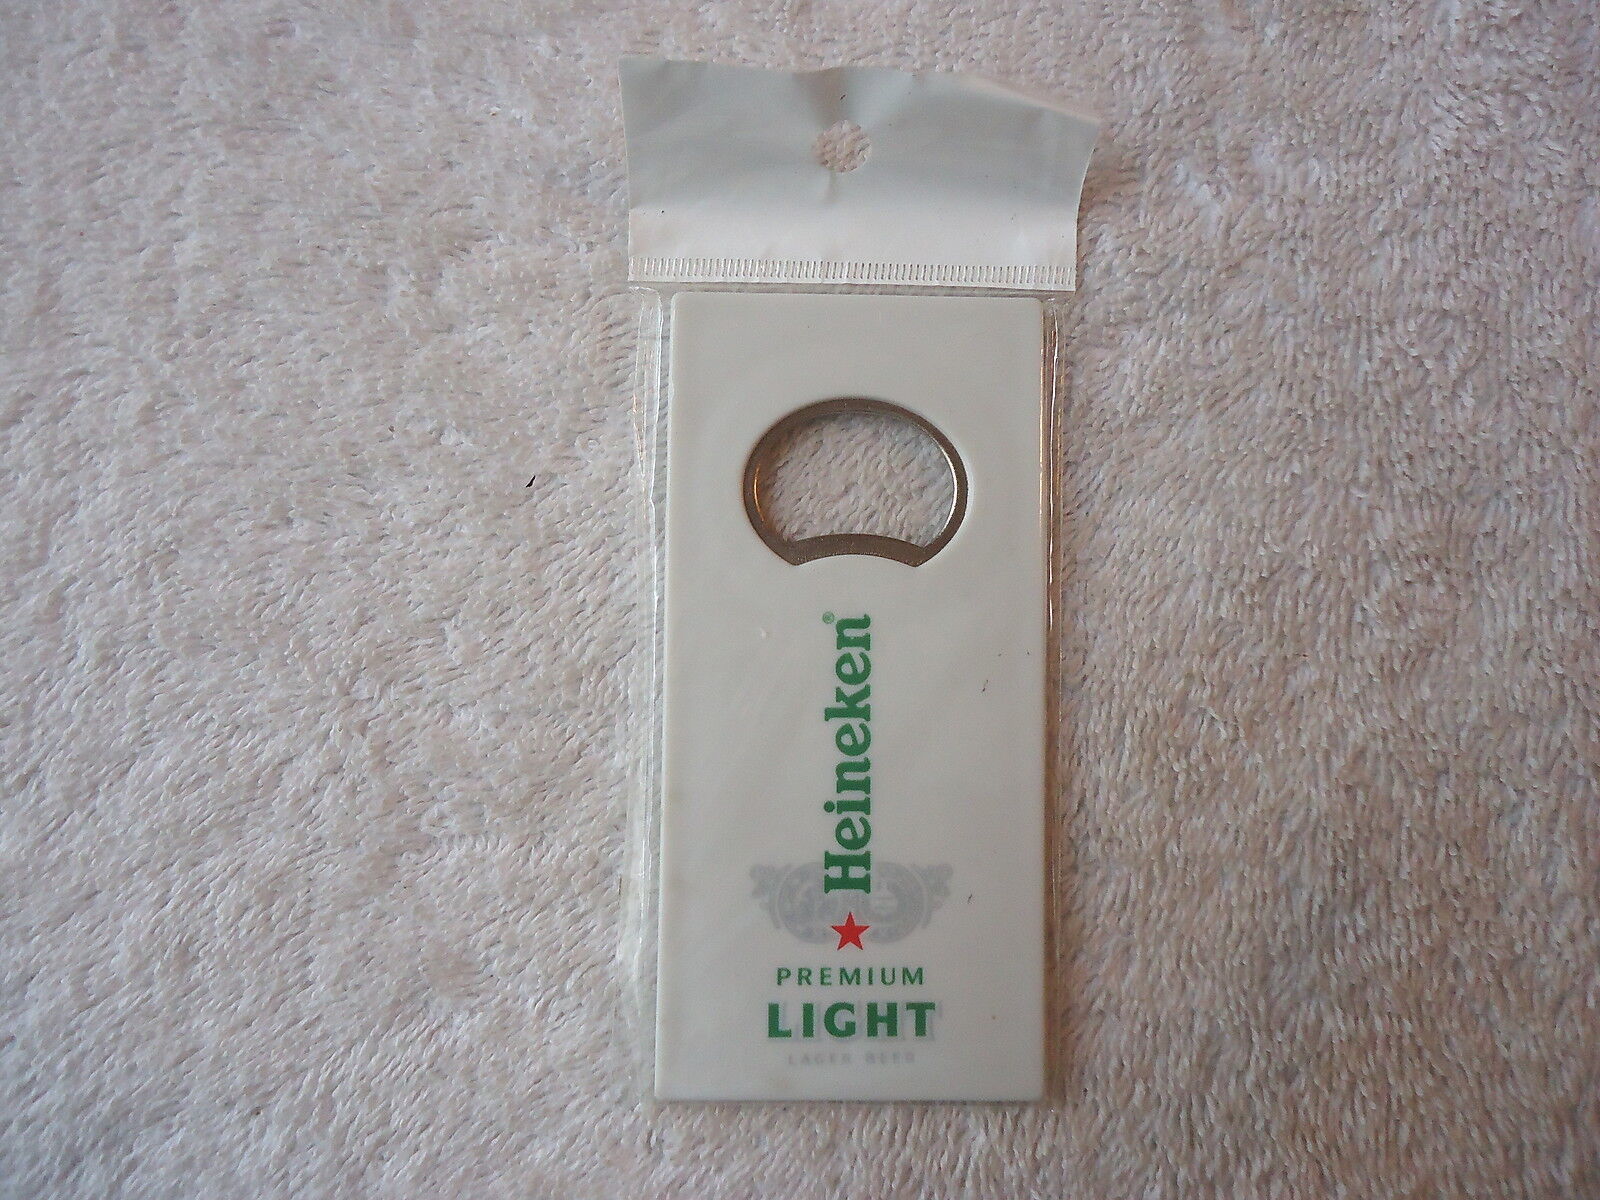 Heineken®
PREMIUM
LIGHT
LAGER BEER